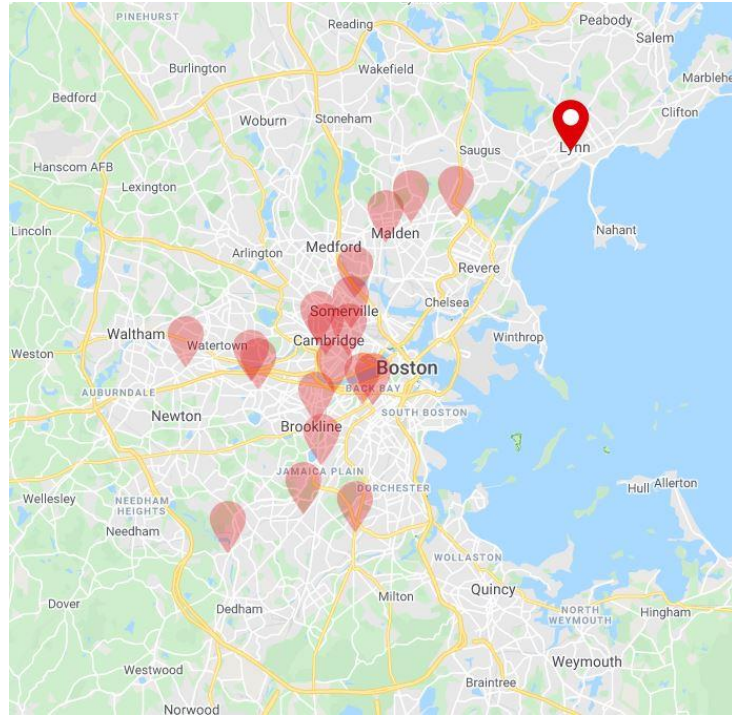 PINEHURST
Reading
Peabody
Salem
Burlington
Wakefield
Marblehe
Bedford
Woburn
Stoneham
Clifton
Lynn
Saugus
Hanscom AFB
Lexington
Malden
Lincoln
Nahant
Arlington
Medford
Revere
Chelsea
Somerville
Waltham
Watertown
Cambridge
Winthrop
Weston
Boston
AUBURNDALE
BACK BAY
Newton
SOUTH BOSTON
Brookline
JAMAICA PLAIN
DORCHESTER
Hull
Allerton
Wellesley
NEEDHAM
HEIGHTS
Needham
WOLLASTON
Quincy
Dover
Dedham
Milton
NORTH
WEYMOUTH
Hingham
Westwood
Weymouth
Braintree
Norwood